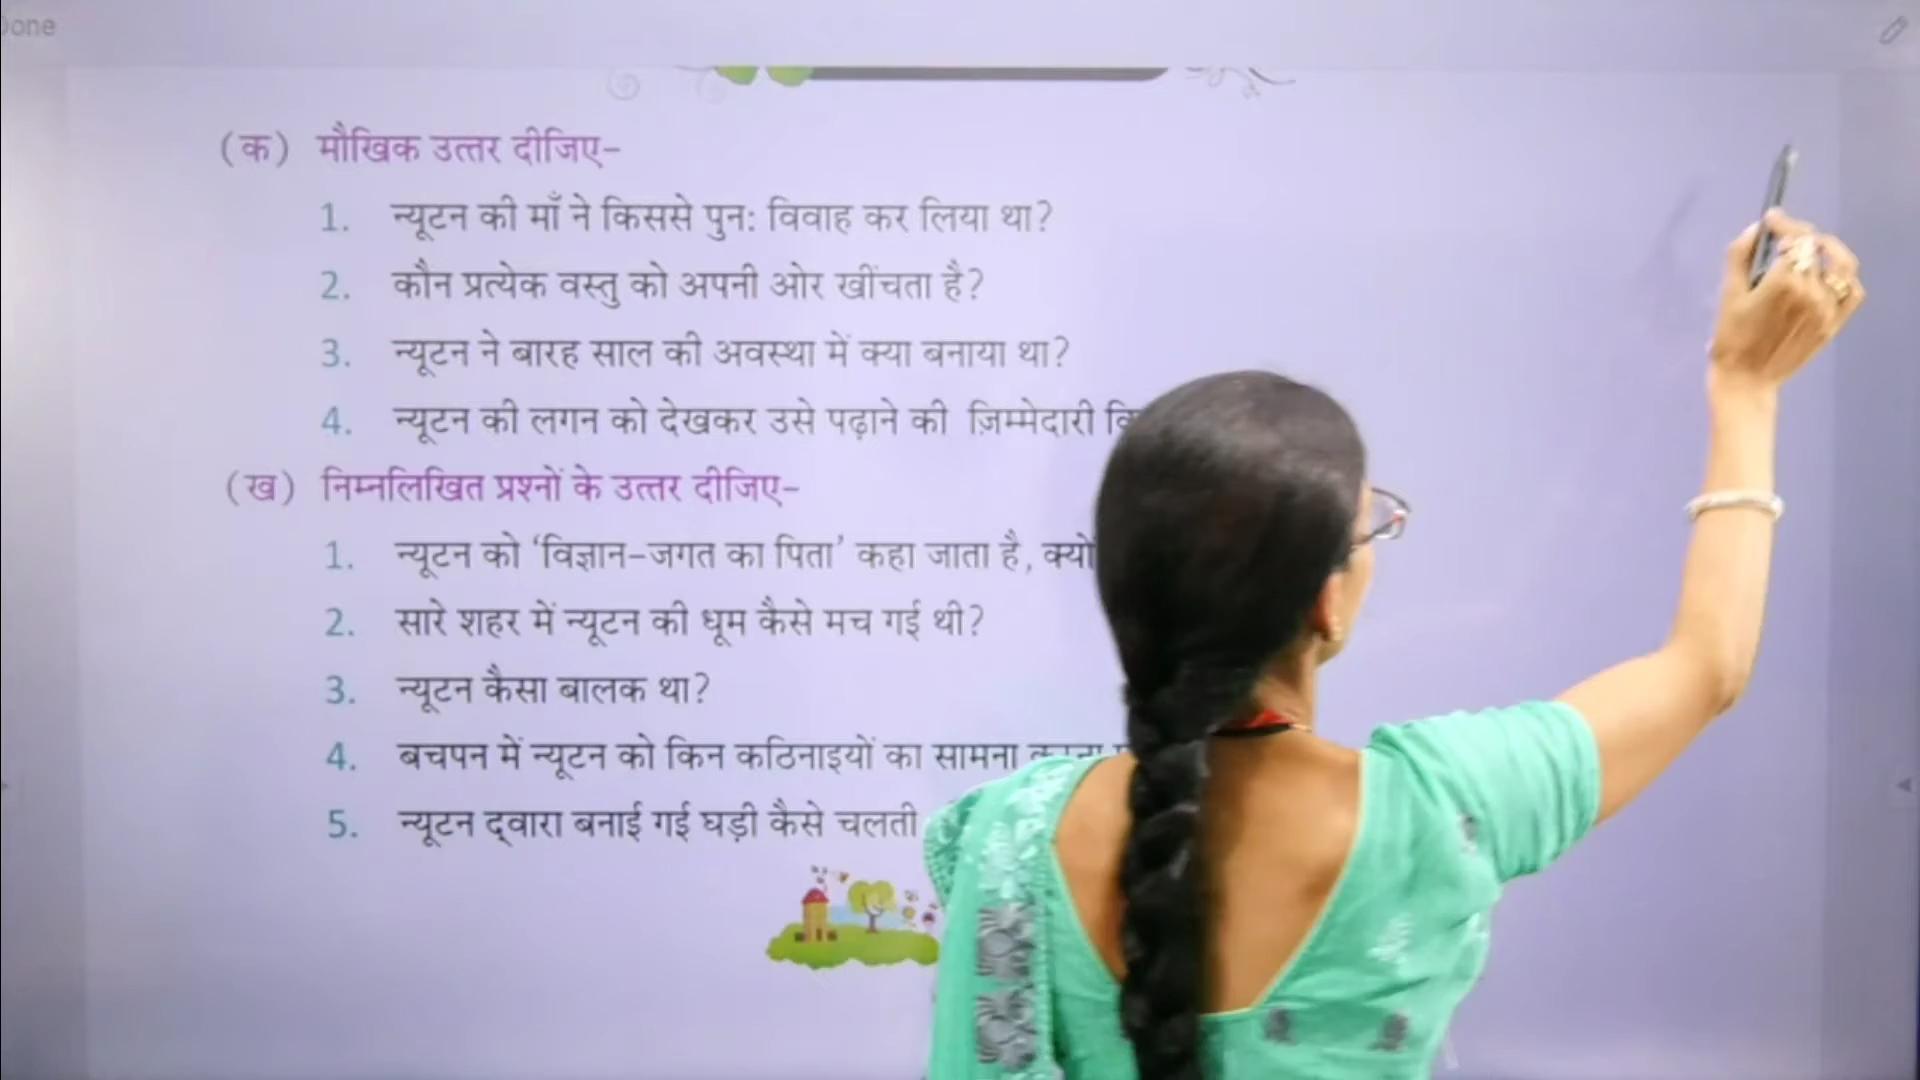 Done
(क) मौखिक उत्तर दीजिए-
1. न्यूटन की माँ ने किससे पुन: विवाह कर लिया था?
2. कौन प्रत्येक वस्तु को अपनी ओर खींचता है?
3. न्यूटन ने बारह साल की अवस्था में क्या बनाया था?
4. न्यूटन की लगन को देखकर उसे पढ़ाने की ज़िम्मेदारी
(ख) निम्नलिखित प्रश्नों के उत्तर दीजिए-
1. न्यूटन को ‘विज्ञान-जगत का पिता’ कहा जाता है,
2. सारे शहर में न्यूटन की धूम कैसे मच गई थी?
3. न्यूटन कैसा बालक था?
4. बचपन में न्यूटन को किन कठिनाइयों का सामना
5. न्यूटन द्वारा बनाई गई घड़ी कैसे चलती